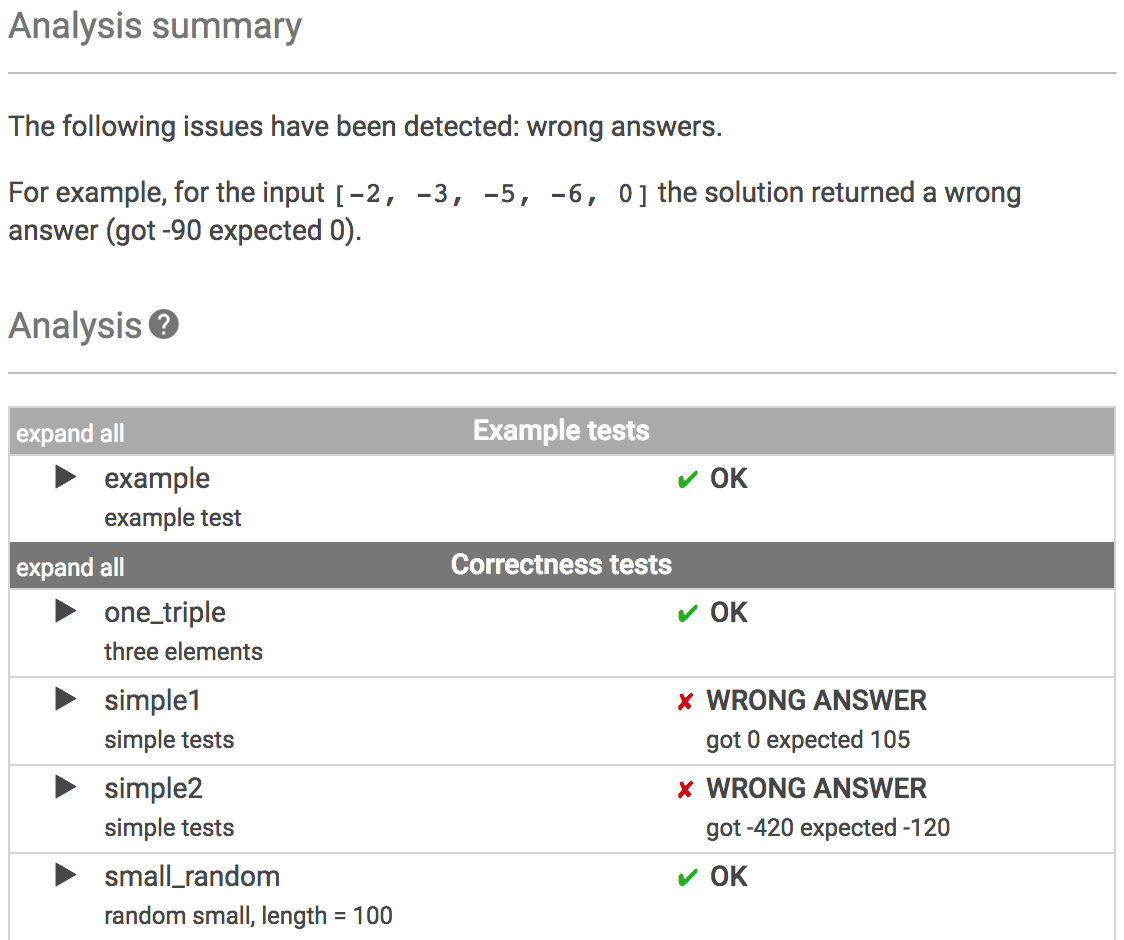 Analysis summary
The following issues have been detected: wrong answers.
For example, for the input [-2, -3, -5, -6, 0] the solution returned a wrong
answer (got -90 expected 0).
Analysis ?
expand all Example tests
example ✔ OK
example test
expand all Correctness tests
one_triple ✔ OK
three elements
simple1 ✘ WRONG ANSWER
simple tests got 0 expected 105
simple2 ✘ WRONG ANSWER
simple tests got -420 expected -120
small_random ✔ OK
random small, length = 100